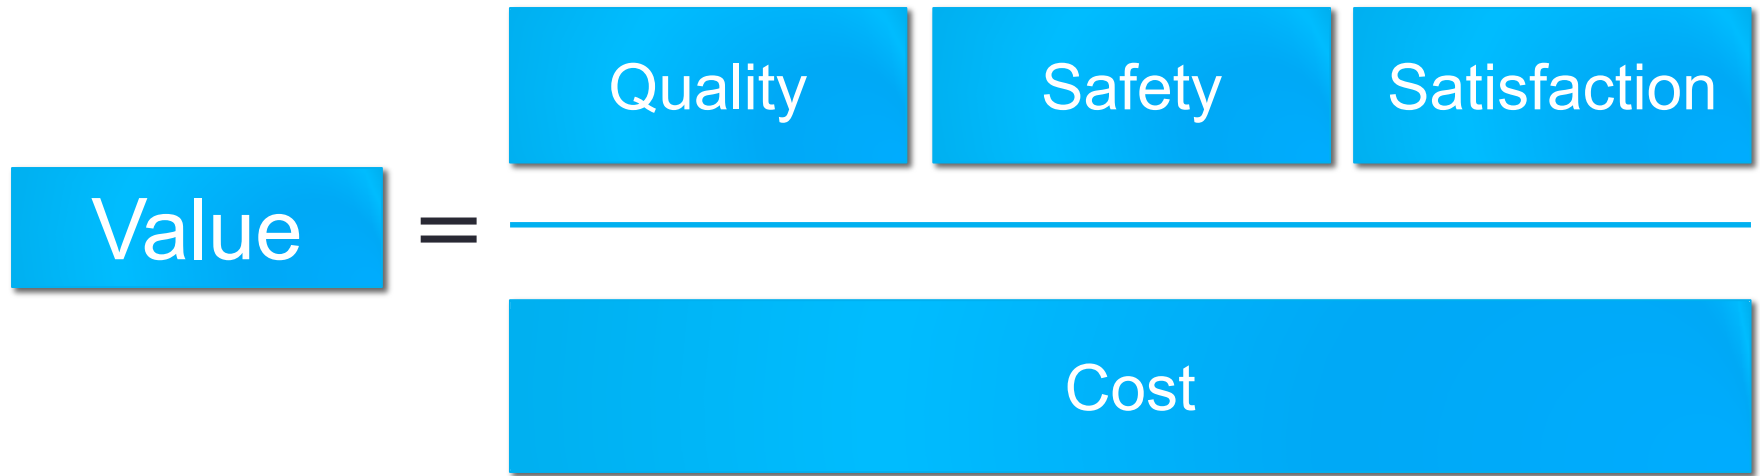 Quality Safety Satisfaction
Value =
Cost